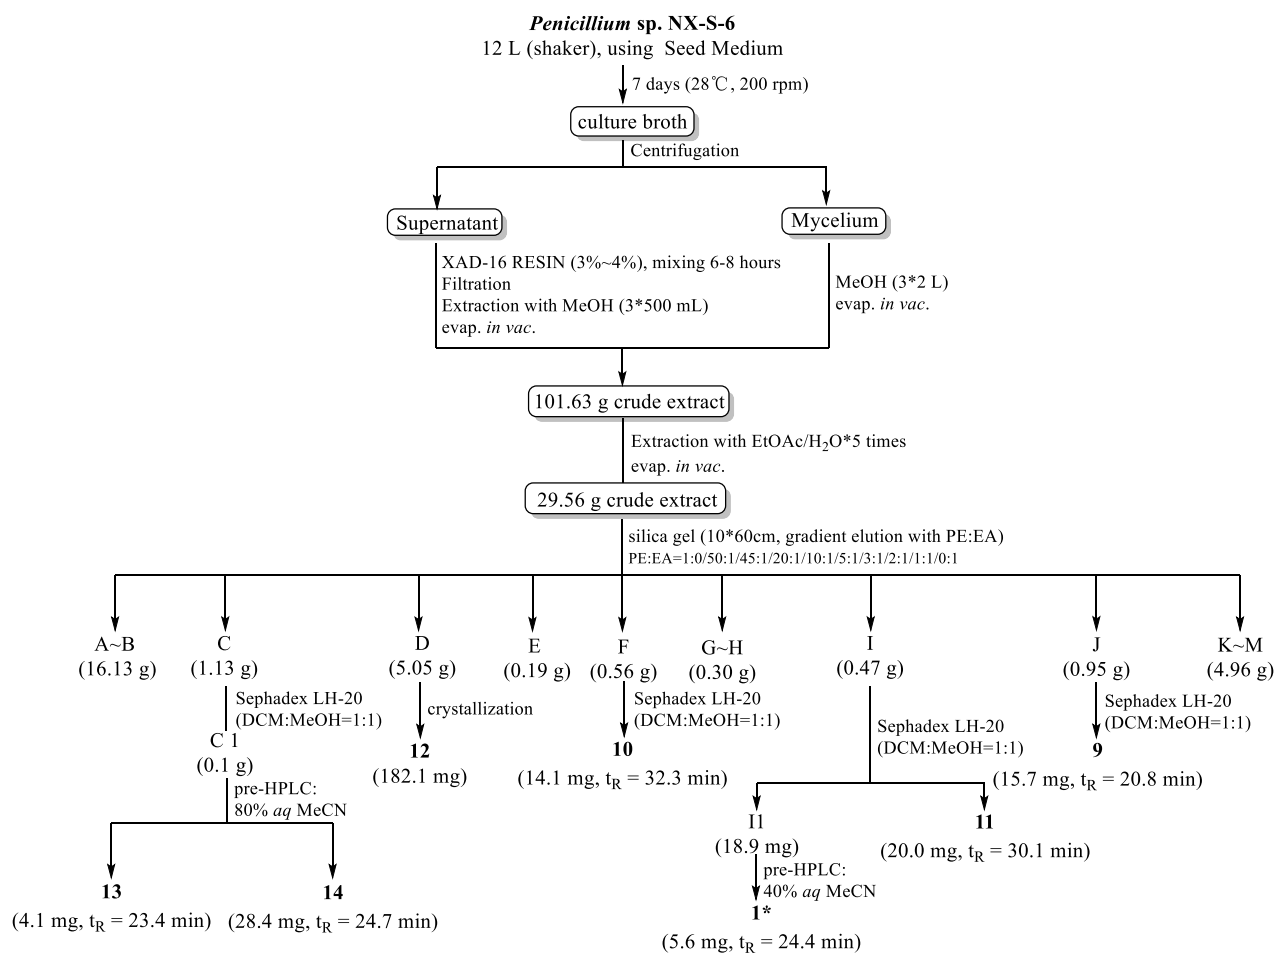 Penicillium sp. NX-S-6
12 L (shaker), using Seed Medium
7 days (28℃, 200 rpm)
culture broth
Centrifugation
Supernatant
Mycelium
XAD-16 RESIN (3%~4%), mixing 6-8 hours
Filtration
Extraction with MeOH (3*500 mL)
evap. in vac.
MeOH (3*2 L)
evap. in vac.
101.63 g crude extract
Extraction with EtOAc/H2O*5 times
evap. in vac.
29.56 g crude extract
silica gel (10*60cm, gradient elution with PE:EA)
PE:EA=1:0/50:1/45:1/20:1/10:1/5:1/3:1/2:1/1:1/0:1
A~B
(16.13 g)
C
(1.13 g)
D
(5.05 g)
E
(0.19 g)
F
(0.56 g)
G~H
(0.30 g)
I
(0.47 g)
J
(0.95 g)
K~M
(4.96 g)
Sephadex LH-20
(DCM:MeOH=1:1)
C 1
(0.1 g)
pre-HPLC:
80% aq MeCN
13
(4.1 mg, tR = 23.4 min)
14
(28.4 mg, tR = 24.7 min)
crystallization
12
(182.1 mg)
Sephadex LH-20
(DCM:MeOH=1:1)
10
(14.1 mg, tR = 32.3 min)
Sephadex LH-20
(DCM:MeOH=1:1)
I1
(18.9 mg)
pre-HPLC:
40% aq MeCN
1*
(5.6 mg, tR = 24.4 min)
11
(20.0 mg, tR = 30.1 min)
Sephadex LH-20
(DCM:MeOH=1:1)
9
(15.7 mg, tR = 20.8 min)